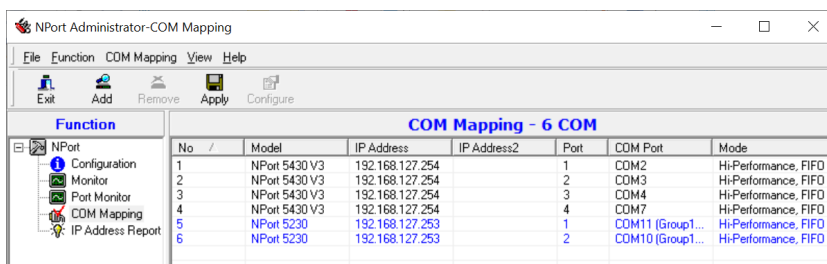 NPort Administrator-COM Mapping
File Function COM Mapping View Help
Exit Add Remove Apply Configure
Function
COM Mapping - 6 COM
NPort
Configuration
Monitor
Port Monitor
COM Mapping
IP Address Report
No Model IP Address IP Address2 Port COM Port Mode
1 NPort 5430 V3 192.168.127.254 1 COM2 Hi-Performance, FIFO
2 NPort 5430 V3 192.168.127.254 2 COM3 Hi-Performance, FIFO
3 NPort 5430 V3 192.168.127.254 3 COM4 Hi-Performance, FIFO
4 NPort 5430 V3 192.168.127.254 4 COM7 Hi-Performance, FIFO
5 NPort 5230 192.168.127.253 1 COM11 (Group1... Hi-Performance, FIFO
6 NPort 5230 192.168.127.253 2 COM10 (Group1... Hi-Performance, FIFO